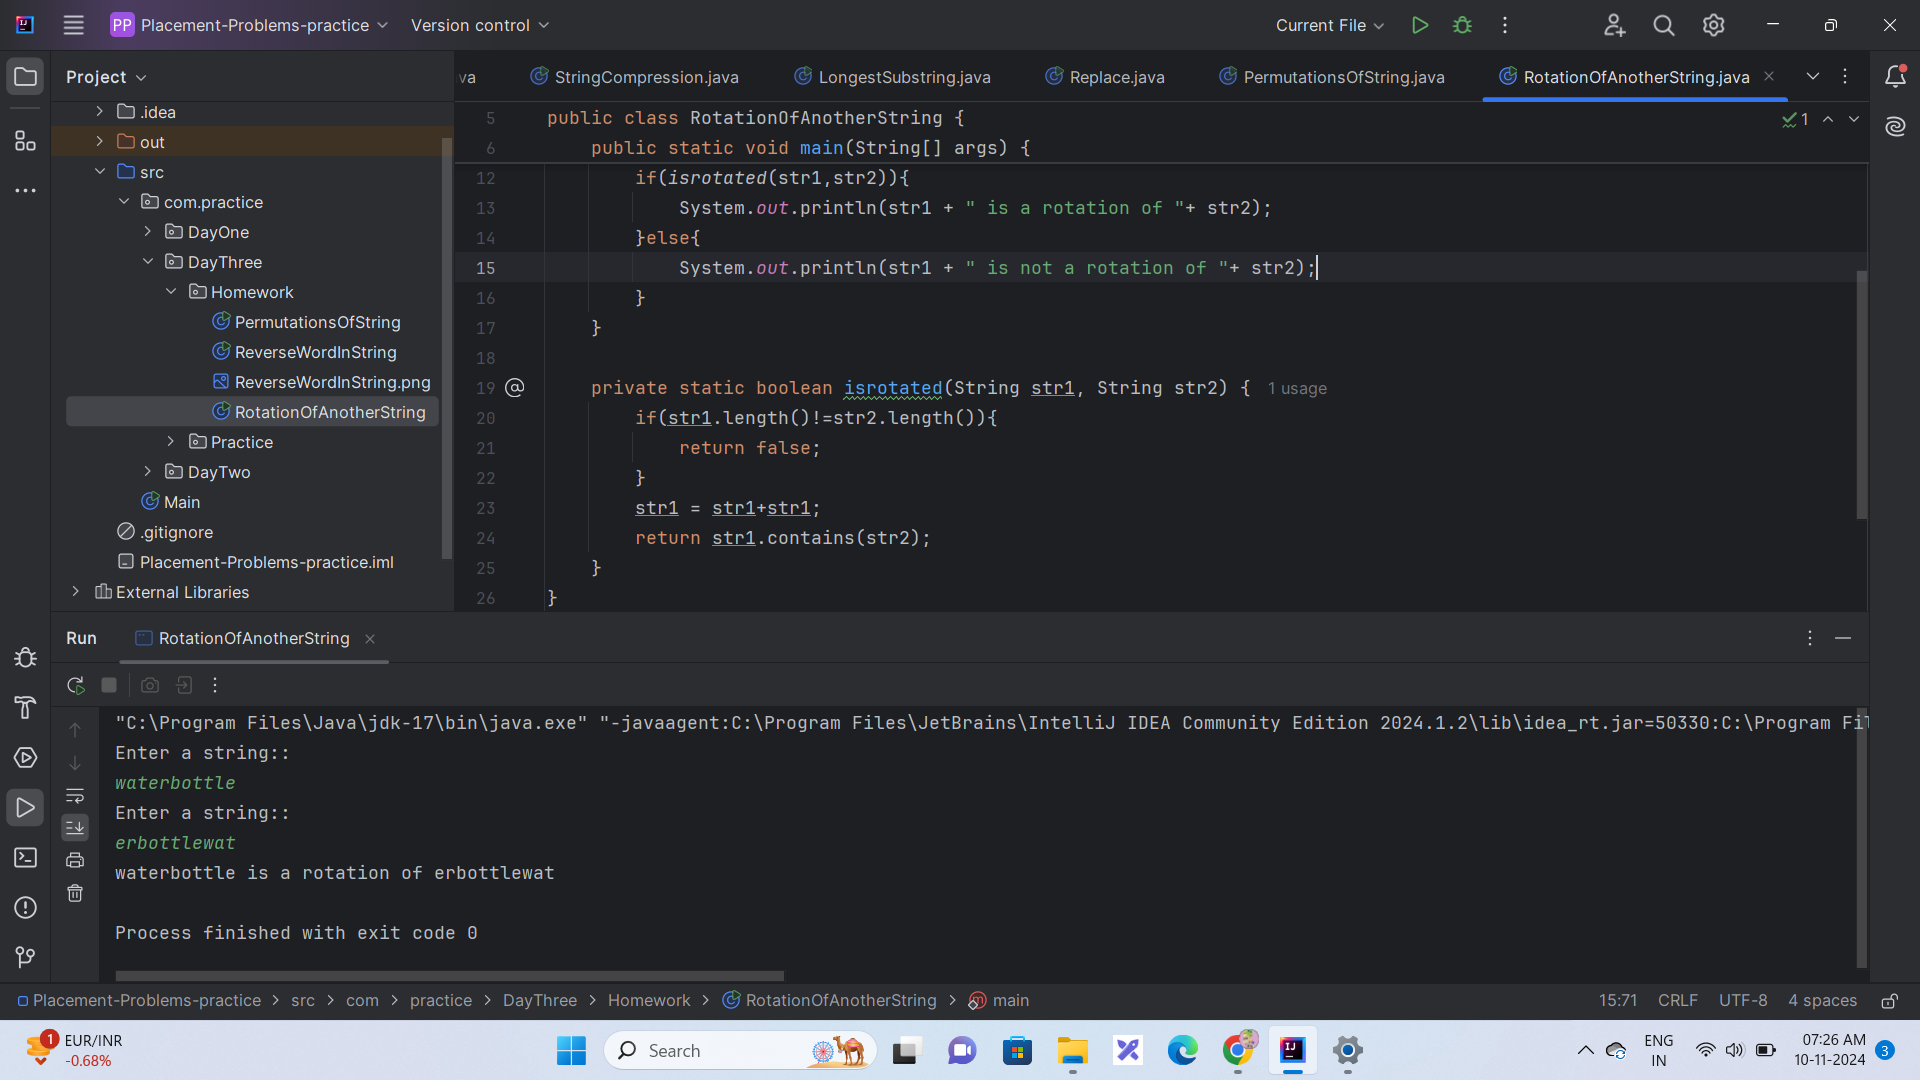 PP Placement-Problems-practice Version control Current File
Project
va StringCompression.java LongestSubstring.java Replace.java PermutationsOfString.java RotationOfAnotherString.java
.idea
out
src
com.practice
DayOne
DayThree
Homework
PermutationsOfString
ReverseWordInString
ReverseWordInString.png
RotationOfAnotherString
Practice
DayTwo
Main
.gitignore
Placement-Problems-practice.iml
External Libraries
5 public class RotationOfAnotherString { 1
6 public static void main(String[] args) {
12 if(isrotated(str1,str2)){
13 System.out.println(str1 + " is a rotation of "+ str2);
14 }else{
15 System.out.println(str1 + " is not a rotation of "+ str2);
16 }
17 }
18
19 @ private static boolean isrotated(String str1, String str2) { 1 usage
20 if(str1.length()!=str2.length()){
21 return false;
22 }
23 str1 = str1+str1;
24 return str1.contains(str2);
25 }
26 }
Run RotationOfAnotherString
"C:\Program Files\Java\jdk-17\bin\java.exe" "-javaagent:C:\Program Files\JetBrains\IntelliJ IDEA Community Edition 2024.1.2\lib\idea_rt.jar=50330:C:\Program Fil
Enter a string::
waterbottle
Enter a string::
erbottlewat
waterbottle is a rotation of erbottlewat
Process finished with exit code 0
Placement-Problems-practice > src > com > practice > DayThree > Homework > RotationOfAnotherString > main 15:71 CRLF UTF-8 4 spaces
1 EUR/INR
-0.68%
Search
ENG
IN
07:26 AM
10-11-2024
3